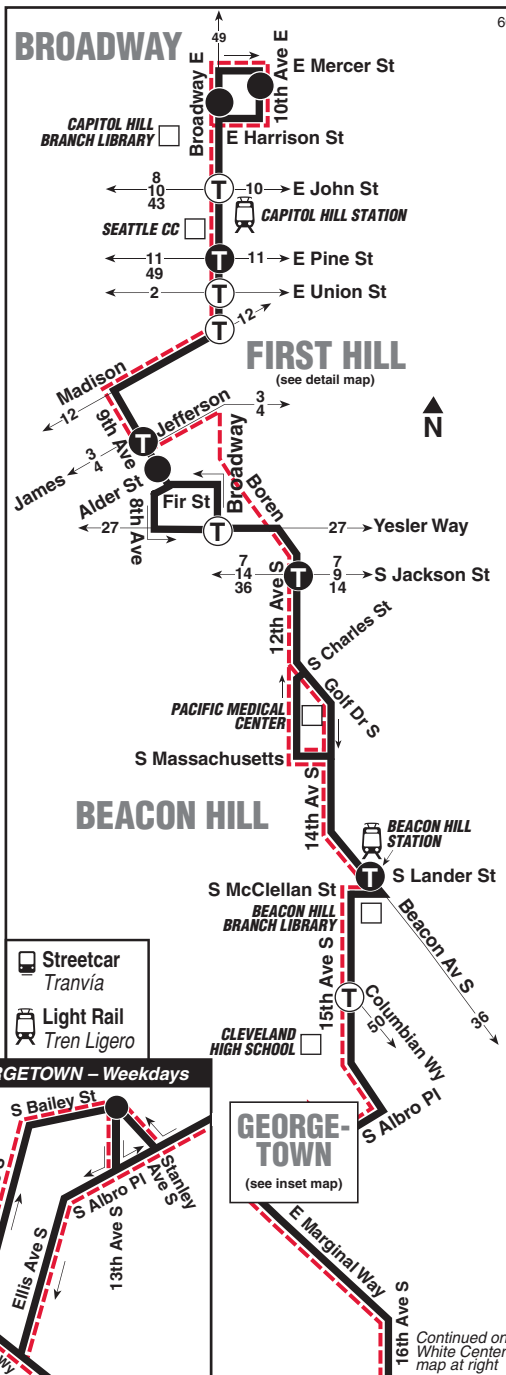 BROADWAY
49
Broadway E
10th Ave E
E Mercer St
CAPITOL HILL
BRANCH LIBRARY
E Harrison St
8
10
43
T
10
E John St
CAPITOL HILL STATION
SEATTLE CC
11
49
T
11
E Pine St
2
T
E Union St
12
T
FIRST HILL
(see detail map)
Madison
12
9th Ave
Jefferson
3
4
N
T
3
4
James
Alder St
8th Ave
Fir St
Broadway
Boren
27
T
27
Yesler Way
7
14
36
T
7
9
14
S Jackson St
12th Ave S
S Charles St
Golf Dr S
PACIFIC MEDICAL
CENTER
S Massachusetts
14th Av S
BEACON HILL
BEACON HILL
STATION
T
S Lander St
S McClellan St
BEACON HILL
BRANCH LIBRARY
Beacon Av S
36
15th Ave S
T
Columbian Wy
50
Streetcar
Tranvía
Light Rail
Tren Ligero
CLEVELAND
HIGH SCHOOL
S Albro Pl
GEORGE-
TOWN
(see inset map)
RGETOWN – Weekdays
S Bailey St
Stanley
Ave S
S Albro Pl
13th Ave S
Ellis Ave S
Wy
E Marginal Way
16th Ave S
Continued on
White Center
map at right